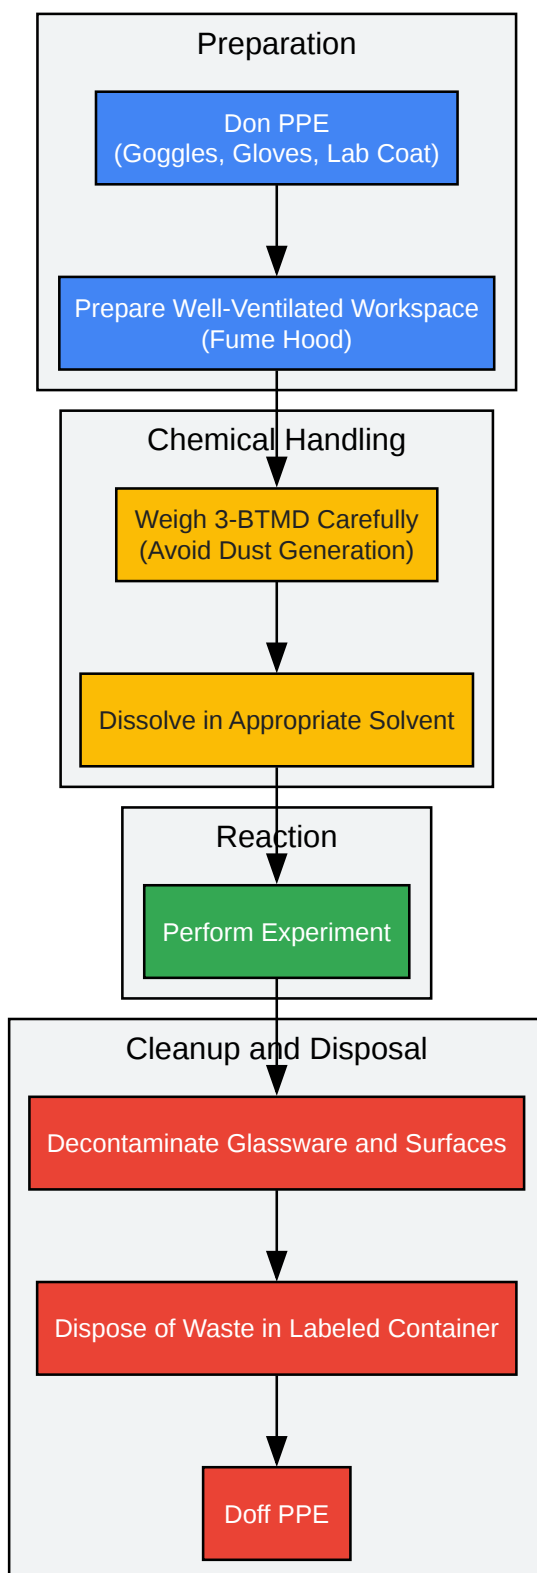 Preparation
Don PPE
(Goggles, Gloves, Lab Coat)
Prepare Well-Ventilated Workspace
(Fume Hood)
Chemical Handling
Weigh 3-BTMD Carefully
(Avoid Dust Generation)
Dissolve in Appropriate Solvent
Reaction
Perform Experiment
Cleanup and Disposal
Decontaminate Glassware and Surfaces
Dispose of Waste in Labeled Container
Doff PPE